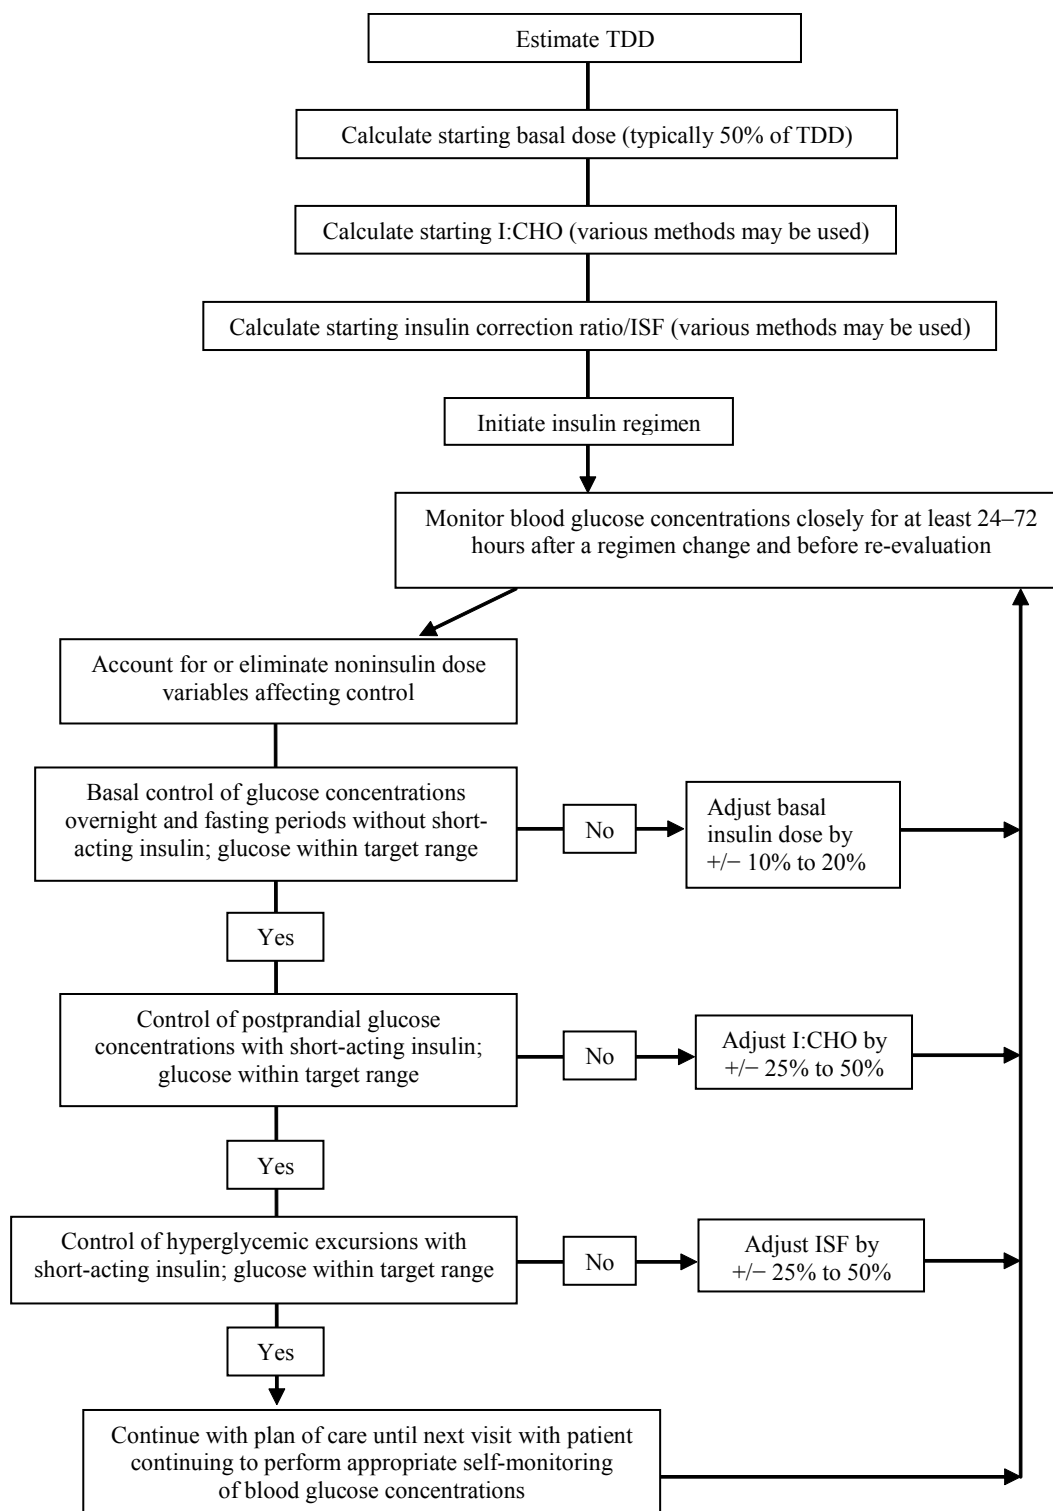 Estimate TDD
Calculate starting basal dose (typically 50% of TDD)
Calculate starting I:CHO (various methods may be used)
Calculate starting insulin correction ratio/ISF (various methods may be used)
Initiate insulin regimen
Monitor blood glucose concentrations closely for at least 24–72
hours after a regimen change and before re-evaluation
Account for or eliminate noninsulin dose
variables affecting control
Basal control of glucose concentrations
overnight and fasting periods without short-
acting insulin; glucose within target range
No
Adjust basal
insulin dose by
+/− 10% to 20%
Yes
Control of postprandial glucose
concentrations with short-acting insulin;
glucose within target range
No
Adjust I:CHO by
+/− 25% to 50%
Yes
Control of hyperglycemic excursions with
short-acting insulin; glucose within target range
No
Adjust ISF by
+/− 25% to 50%
Yes
Continue with plan of care until next visit with patient
continuing to perform appropriate self-monitoring
of blood glucose concentrations